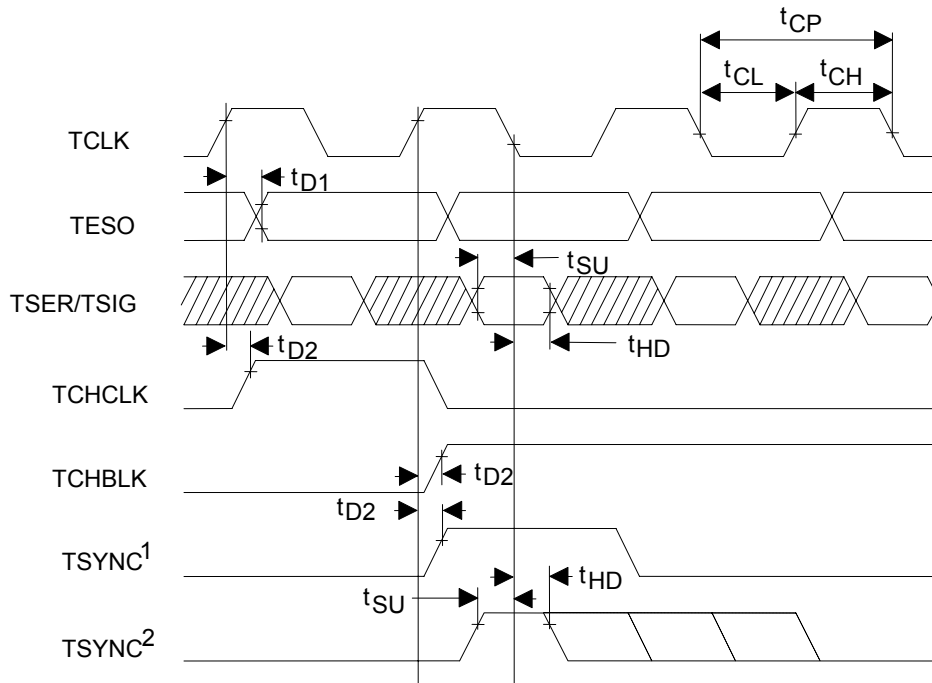 tCP
tCL tCH
TCLK
tD1
TESO
tSU
TSER/TSIG
tD2 tHD
TCHCLK
TCHBLK
tD2
tD2
TSYNC1
tHD
tSU
TSYNC2